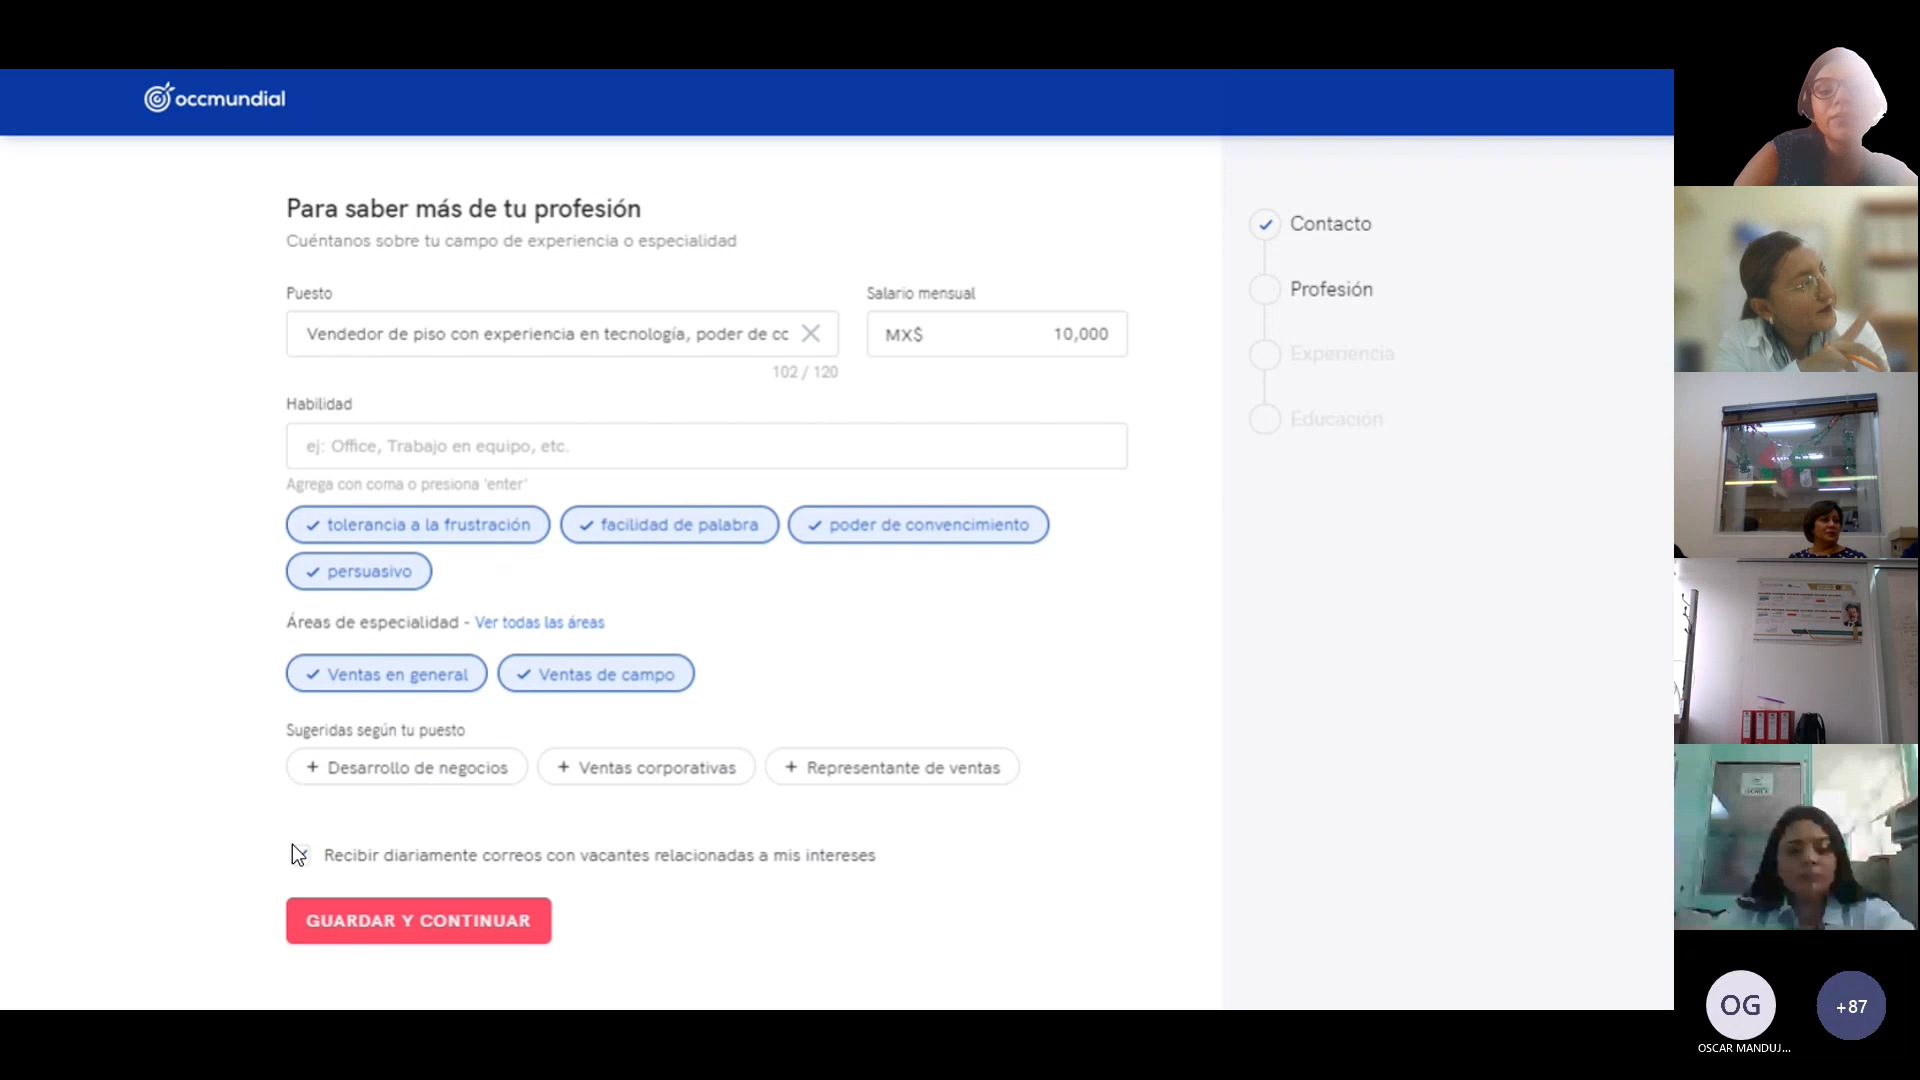 occmundial
Para saber más de tu profesión
Cuéntanos sobre tu campo de experiencia o especialidad
Puesto
Salario mensual
Vendedor de piso con experiencia en tecnología, poder de cc
MX$ 10,000
102 / 120
Habilidad
ej: Office, Trabajo en equipo, etc.
Agrega con coma o presiona 'enter'
tolerancia a la frustración
facilidad de palabra
poder de convencimiento
persuasivo
Áreas de especialidad - Ver todas las áreas
Ventas en general
Ventas de campo
Sugeridas según tu puesto
+ Desarrollo de negocios
+ Ventas corporativas
+ Representante de ventas
Recibir diariamente correos con vacantes relacionadas a mis intereses
GUARDAR Y CONTINUAR
Contacto
Profesión
Experiencia
Educación
OG
+87
OSCAR MANDUJ...